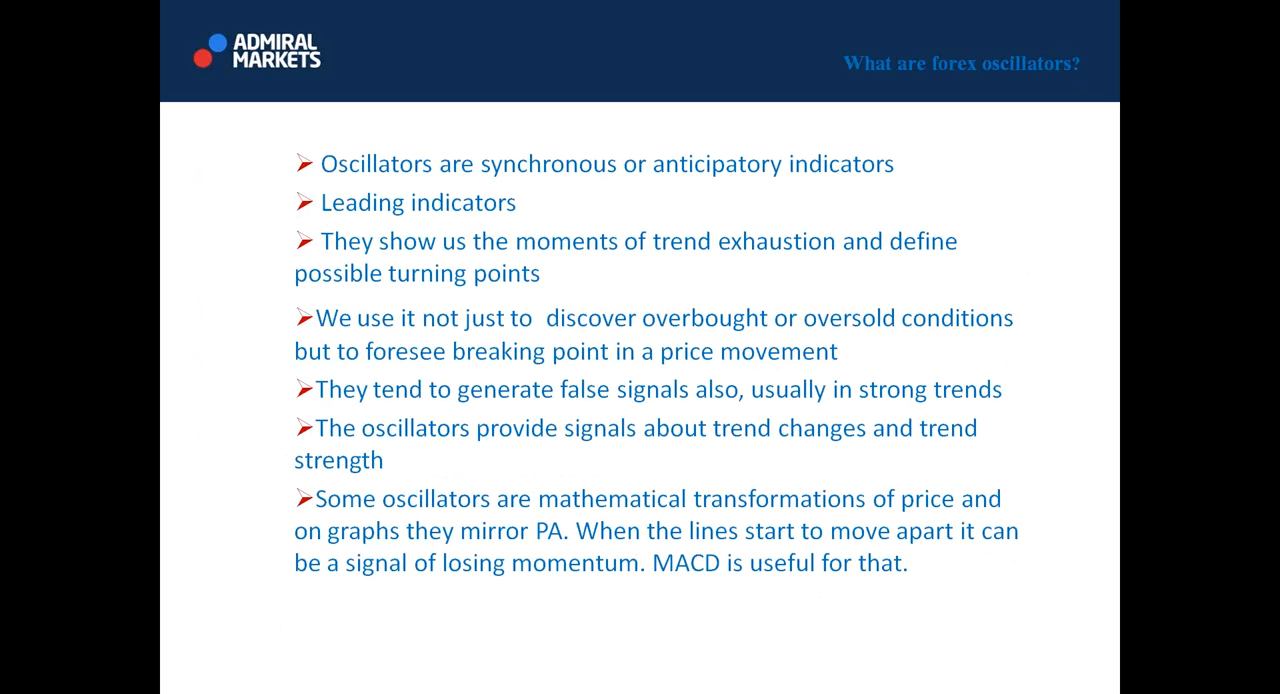 ADMIRAL
MARKETS
What are forex oscillators?
Oscillators are synchronous or anticipatory indicators
Leading indicators
They show us the moments of trend exhaustion and define
possible turning points
We use it not just to discover overbought or oversold conditions
but to foresee breaking point in a price movement
They tend to generate false signals also, usually in strong trends
The oscillators provide signals about trend changes and trend
strength
Some oscillators are mathematical transformations of price and
on graphs they mirror PA. When the lines start to move apart it can
be a signal of losing momentum. MACD is useful for that.